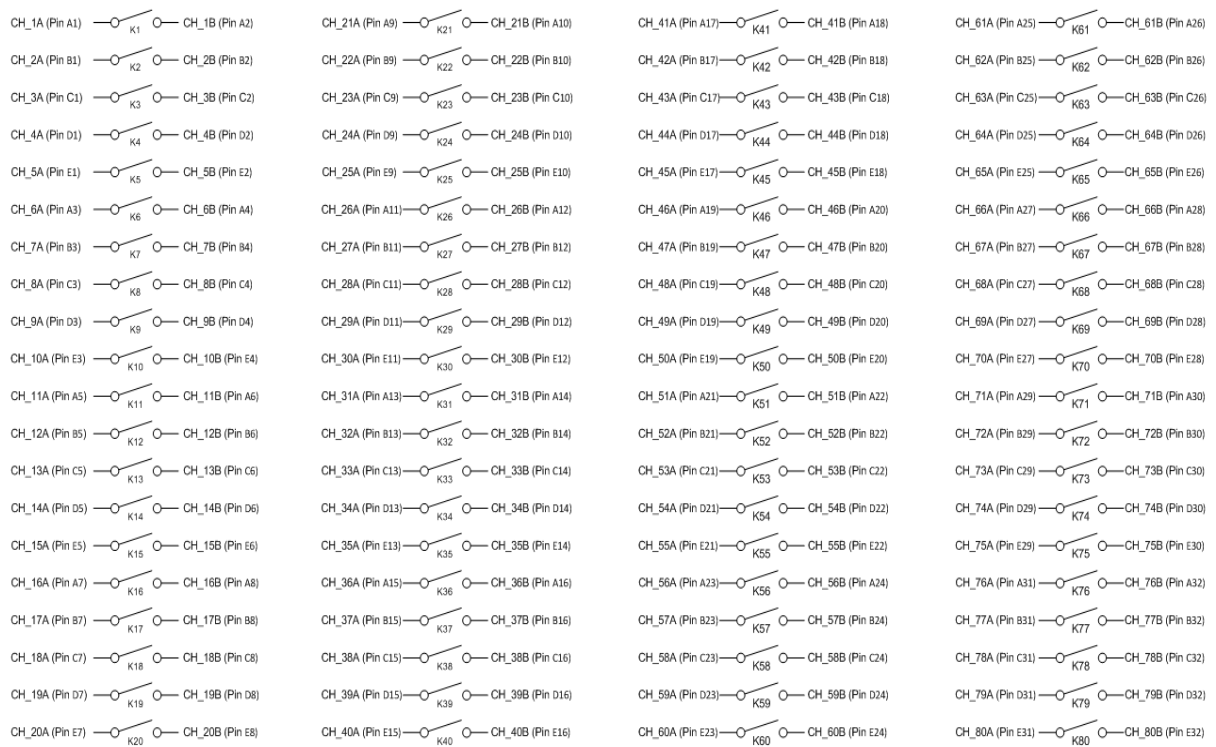 CH_1A (Pin A1) K1 CH_1B (Pin A2) CH_21A (Pin A9) K21 CH_21B (Pin A10) CH_41A (Pin A17) K41 CH_41B (Pin A18) CH_61A (Pin A25) K61 CH_61B (Pin A26)
CH_2A (Pin B1) K2 CH_2B (Pin B2) CH_22A (Pin B9) K22 CH_22B (Pin B10) CH_42A (Pin B17) K42 CH_42B (Pin B18) CH_62A (Pin B25) K62 CH_62B (Pin B26)
CH_3A (Pin C1) K3 CH_3B (Pin C2) CH_23A (Pin C9) K23 CH_23B (Pin C10) CH_43A (Pin C17) K43 CH_43B (Pin C18) CH_63A (Pin C25) K63 CH_63B (Pin C26)
CH_4A (Pin D1) K4 CH_4B (Pin D2) CH_24A (Pin D9) K24 CH_24B (Pin D10) CH_44A (Pin D17) K44 CH_44B (Pin D18) CH_64A (Pin D25) K64 CH_64B (Pin D26)
CH_5A (Pin E1) K5 CH_5B (Pin E2) CH_25A (Pin E9) K25 CH_25B (Pin E10) CH_45A (Pin E17) K45 CH_45B (Pin E18) CH_65A (Pin E25) K65 CH_65B (Pin E26)
CH_6A (Pin A3) K6 CH_6B (Pin A4) CH_26A (Pin A11) K26 CH_26B (Pin A12) CH_46A (Pin A19) K46 CH_46B (Pin A20) CH_66A (Pin A27) K66 CH_66B (Pin A28)
CH_7A (Pin B3) K7 CH_7B (Pin B4) CH_27A (Pin B11) K27 CH_27B (Pin B12) CH_47A (Pin B19) K47 CH_47B (Pin B20) CH_67A (Pin B27) K67 CH_67B (Pin B28)
CH_8A (Pin C3) K8 CH_8B (Pin C4) CH_28A (Pin C11) K28 CH_28B (Pin C12) CH_48A (Pin C19) K48 CH_48B (Pin C20) CH_68A (Pin C27) K68 CH_68B (Pin C28)
CH_9A (Pin D3) K9 CH_9B (Pin D4) CH_29A (Pin D11) K29 CH_29B (Pin D12) CH_49A (Pin D19) K49 CH_49B (Pin D20) CH_69A (Pin D27) K69 CH_69B (Pin D28)
CH_10A (Pin E3) K10 CH_10B (Pin E4) CH_30A (Pin E11) K30 CH_30B (Pin E12) CH_50A (Pin E19) K50 CH_50B (Pin E20) CH_70A (Pin E27) K70 CH_70B (Pin E28)
CH_11A (Pin A5) K11 CH_11B (Pin A6) CH_31A (Pin A13) K31 CH_31B (Pin A14) CH_51A (Pin A21) K51 CH_51B (Pin A22) CH_71A (Pin A29) K71 CH_71B (Pin A30)
CH_12A (Pin B5) K12 CH_12B (Pin B6) CH_32A (Pin B13) K32 CH_32B (Pin B14) CH_52A (Pin B21) K52 CH_52B (Pin B22) CH_72A (Pin B29) K72 CH_72B (Pin B30)
CH_13A (Pin C5) K13 CH_13B (Pin C6) CH_33A (Pin C13) K33 CH_33B (Pin C14) CH_53A (Pin C21) K53 CH_53B (Pin C22) CH_73A (Pin C29) K73 CH_73B (Pin C30)
CH_14A (Pin D5) K14 CH_14B (Pin D6) CH_34A (Pin D13) K34 CH_34B (Pin D14) CH_54A (Pin D21) K54 CH_54B (Pin D22) CH_74A (Pin D29) K74 CH_74B (Pin D30)
CH_15A (Pin E5) K15 CH_15B (Pin E6) CH_35A (Pin E13) K35 CH_35B (Pin E14) CH_55A (Pin E21) K55 CH_55B (Pin E22) CH_75A (Pin E29) K75 CH_75B (Pin E30)
CH_16A (Pin A7) K16 CH_16B (Pin A8) CH_36A (Pin A15) K36 CH_36B (Pin A16) CH_56A (Pin A23) K56 CH_56B (Pin A24) CH_76A (Pin A31) K76 CH_76B (Pin A32)
CH_17A (Pin B7) K17 CH_17B (Pin B8) CH_37A (Pin B15) K37 CH_37B (Pin B16) CH_57A (Pin B23) K57 CH_57B (Pin B24) CH_77A (Pin B31) K77 CH_77B (Pin B32)
CH_18A (Pin C7) K18 CH_18B (Pin C8) CH_38A (Pin C15) K38 CH_38B (Pin C16) CH_58A (Pin C23) K58 CH_58B (Pin C24) CH_78A (Pin C31) K78 CH_78B (Pin C32)
CH_19A (Pin D7) K19 CH_19B (Pin D8) CH_39A (Pin D15) K39 CH_39B (Pin D16) CH_59A (Pin D23) K59 CH_59B (Pin D24) CH_79A (Pin D31) K79 CH_79B (Pin D32)
CH_20A (Pin E7) K20 CH_20B (Pin E8) CH_40A (Pin E15) K40 CH_40B (Pin E16) CH_60A (Pin E23) K60 CH_60B (Pin E24) CH_80A (Pin E31) K80 CH_80B (Pin E32)